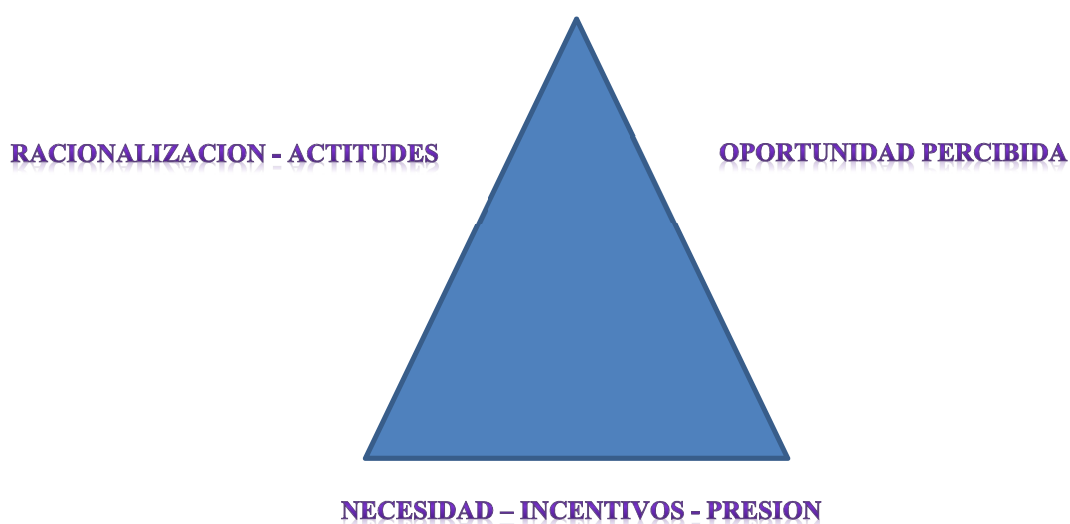 RACIONALIZACION - ACTITUDES
OPORTUNIDAD PERCIBIDA
NECESIDAD – INCENTIVOS - PRESION